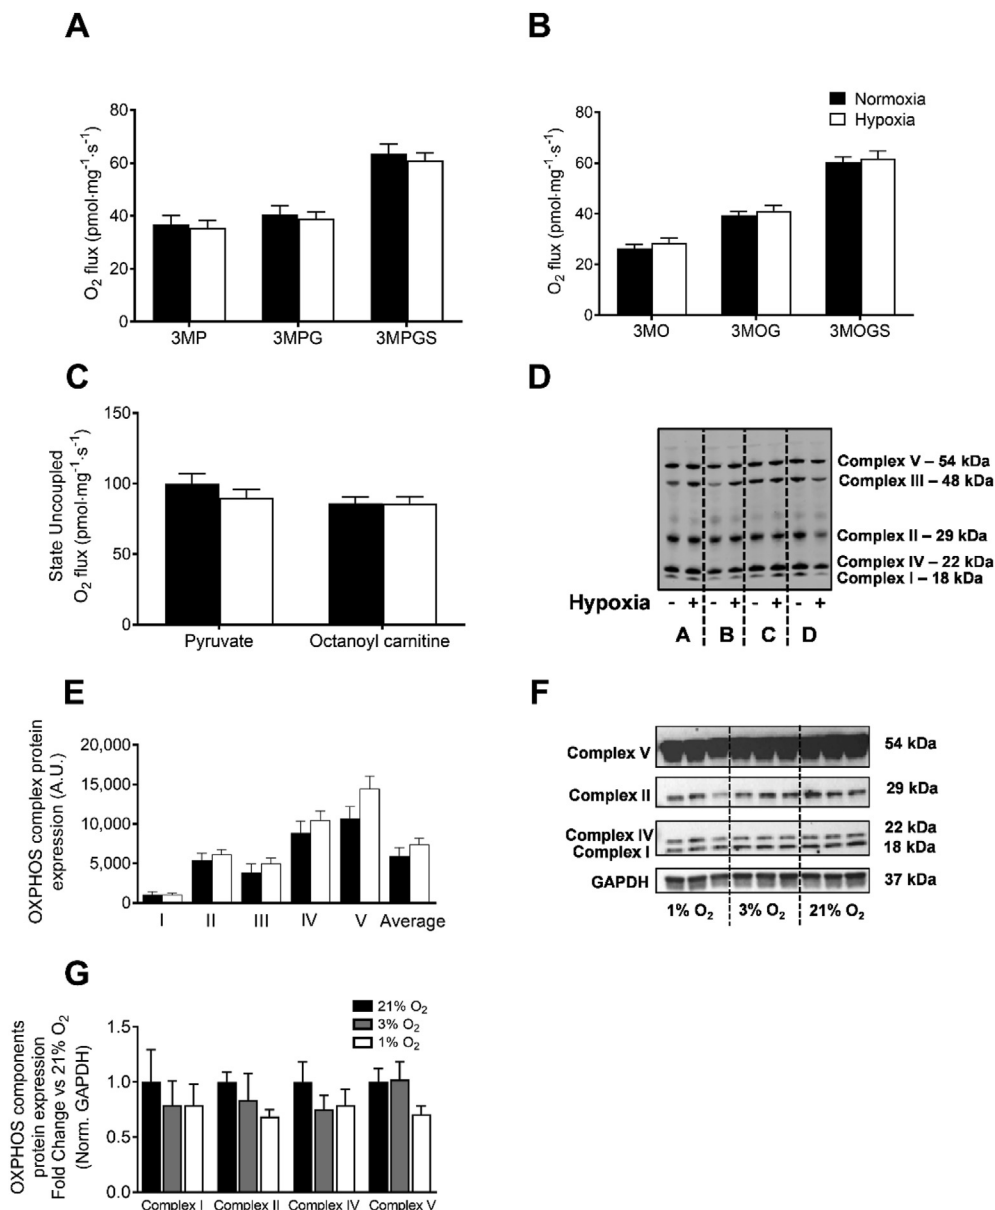 A
O2 flux (pmol·mg-1·s-1)
80
60
40
20
0
3MP
3MPG
3MPGS
B
Normoxia
Hypoxia
O2 flux (pmol·mg-1·s-1)
80
60
40
20
0
3MO
3MOG
3MOGS
C
State Uncoupled
O2 flux (pmol·mg-1·s-1)
150
100
50
0
Pyruvate
Octanoyl carnitine
D
Complex V – 54 kDa
Complex III – 48 kDa
Complex II – 29 kDa
Complex IV – 22 kDa
Complex I – 18 kDa
Hypoxia - + - + - + - +
A B C D
E
OXPHOS complex protein
expression (A.U.)
20,000
15,000
10,000
5,000
0
I II III IV V Average
F
Complex V 54 kDa
Complex II 29 kDa
Complex IV 22 kDa
Complex I 18 kDa
GAPDH 37 kDa
1% O2 3% O2 21% O2
G
21% O2
3% O2
1% O2
OXPHOS components
protein expression
Fold Change vs 21% O2
(Norm. GAPDH)
1.5
1.0
0.5
0.0
Complex I Complex II Complex IV Complex V